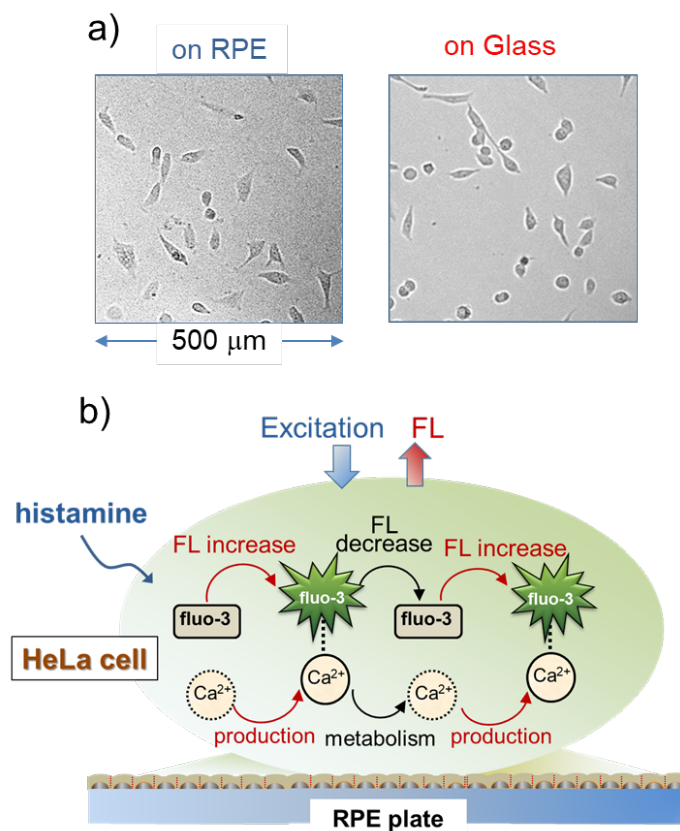 a)
on RPE
on Glass
500 μm
b)
Excitation FL
histamine
FL increase
FL
decrease
FL increase
fluo-3
fluo-3
fluo-3
fluo-3
HeLa cell
Ca2+
Ca2+
Ca2+
Ca2+
production
metabolism
production
RPE plate